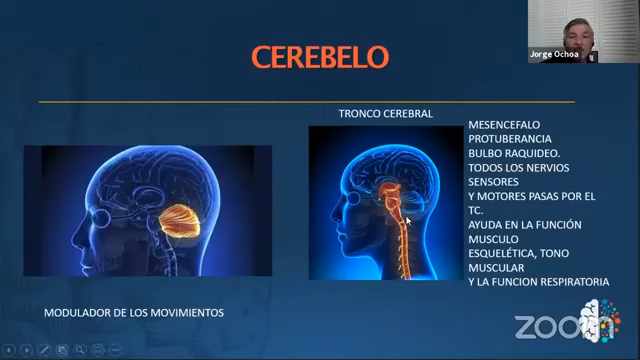 Jorge Ochoa
CEREBELO
TRONCO CEREBRAL
MESENCEFALO
PROTUBERANCIA
BULBO RAQUIDEO.
TODOS LOS NERVIOS
SENSORES
Y MOTORES PASAS POR EL
TC.
AYUDA EN LA FUNCIÓN
MUSCULO
ESQUELÉTICA, TONO
MUSCULAR
Y LA FUNCION RESPIRATORIA
MODULADOR DE LOS MOVIMIENTOS
zoom